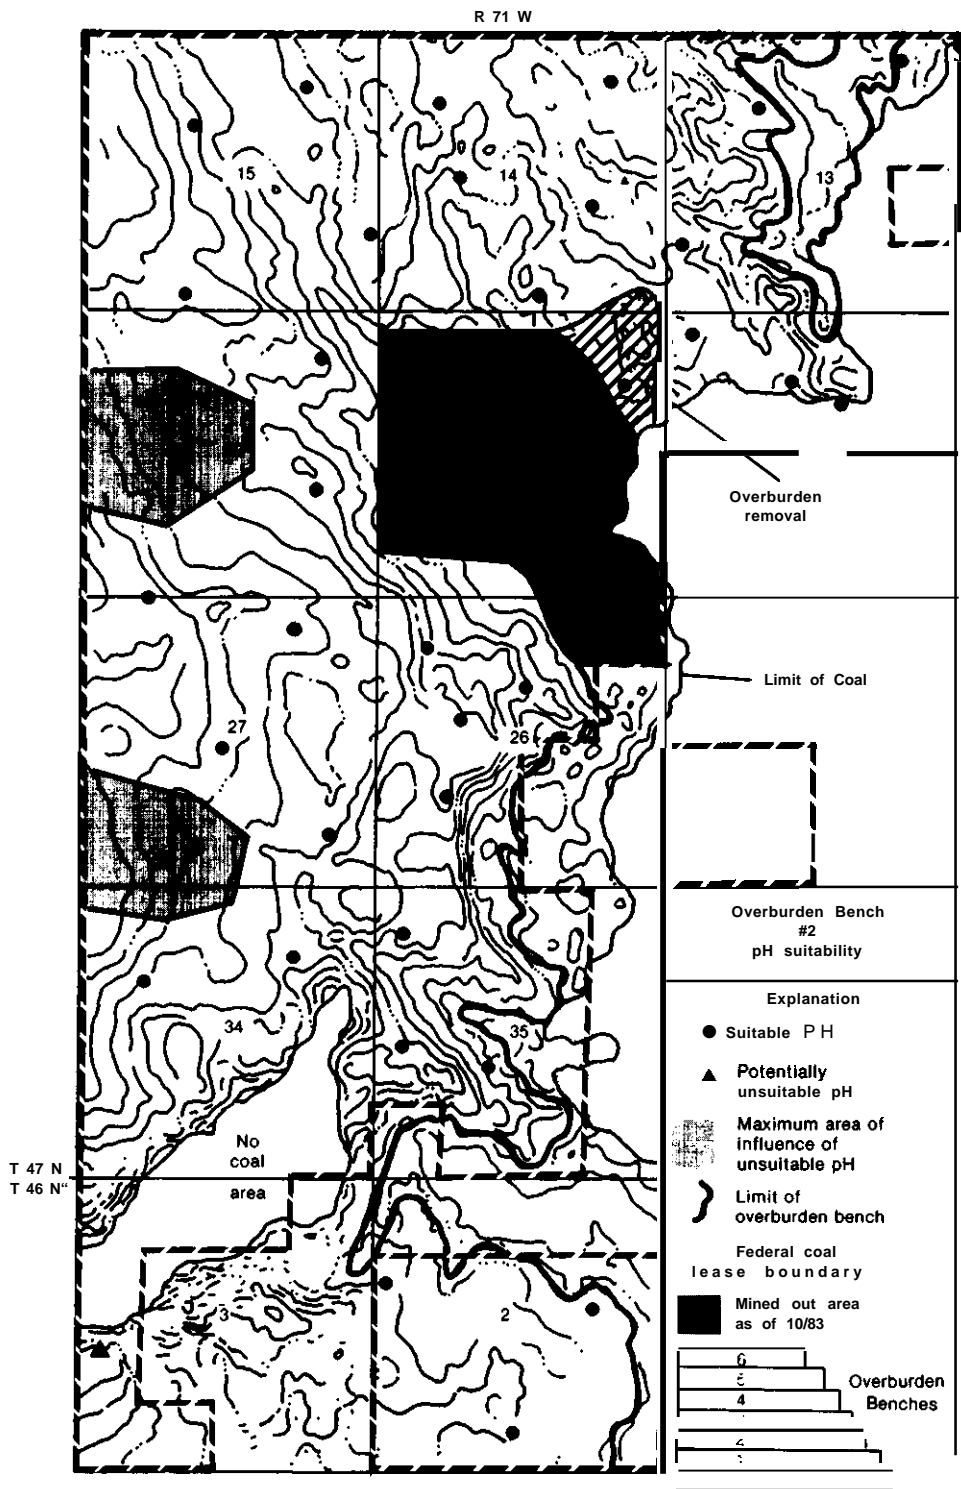 R 71 W
15
14
13
Overburden
removal
Limit of Coal
27
26
Overburden Bench
#2
pH suitability
Explanation
Suitable PH
Potentially
unsuitable pH
Maximum area of
influence of
unsuitable pH
Limit of
overburden bench
Federal coal
lease boundary
Mined out area
as of 10/83
6
5
4
Overburden
Benches
34
35
No
coal
area
T 47 N
T 46 N"
3
2